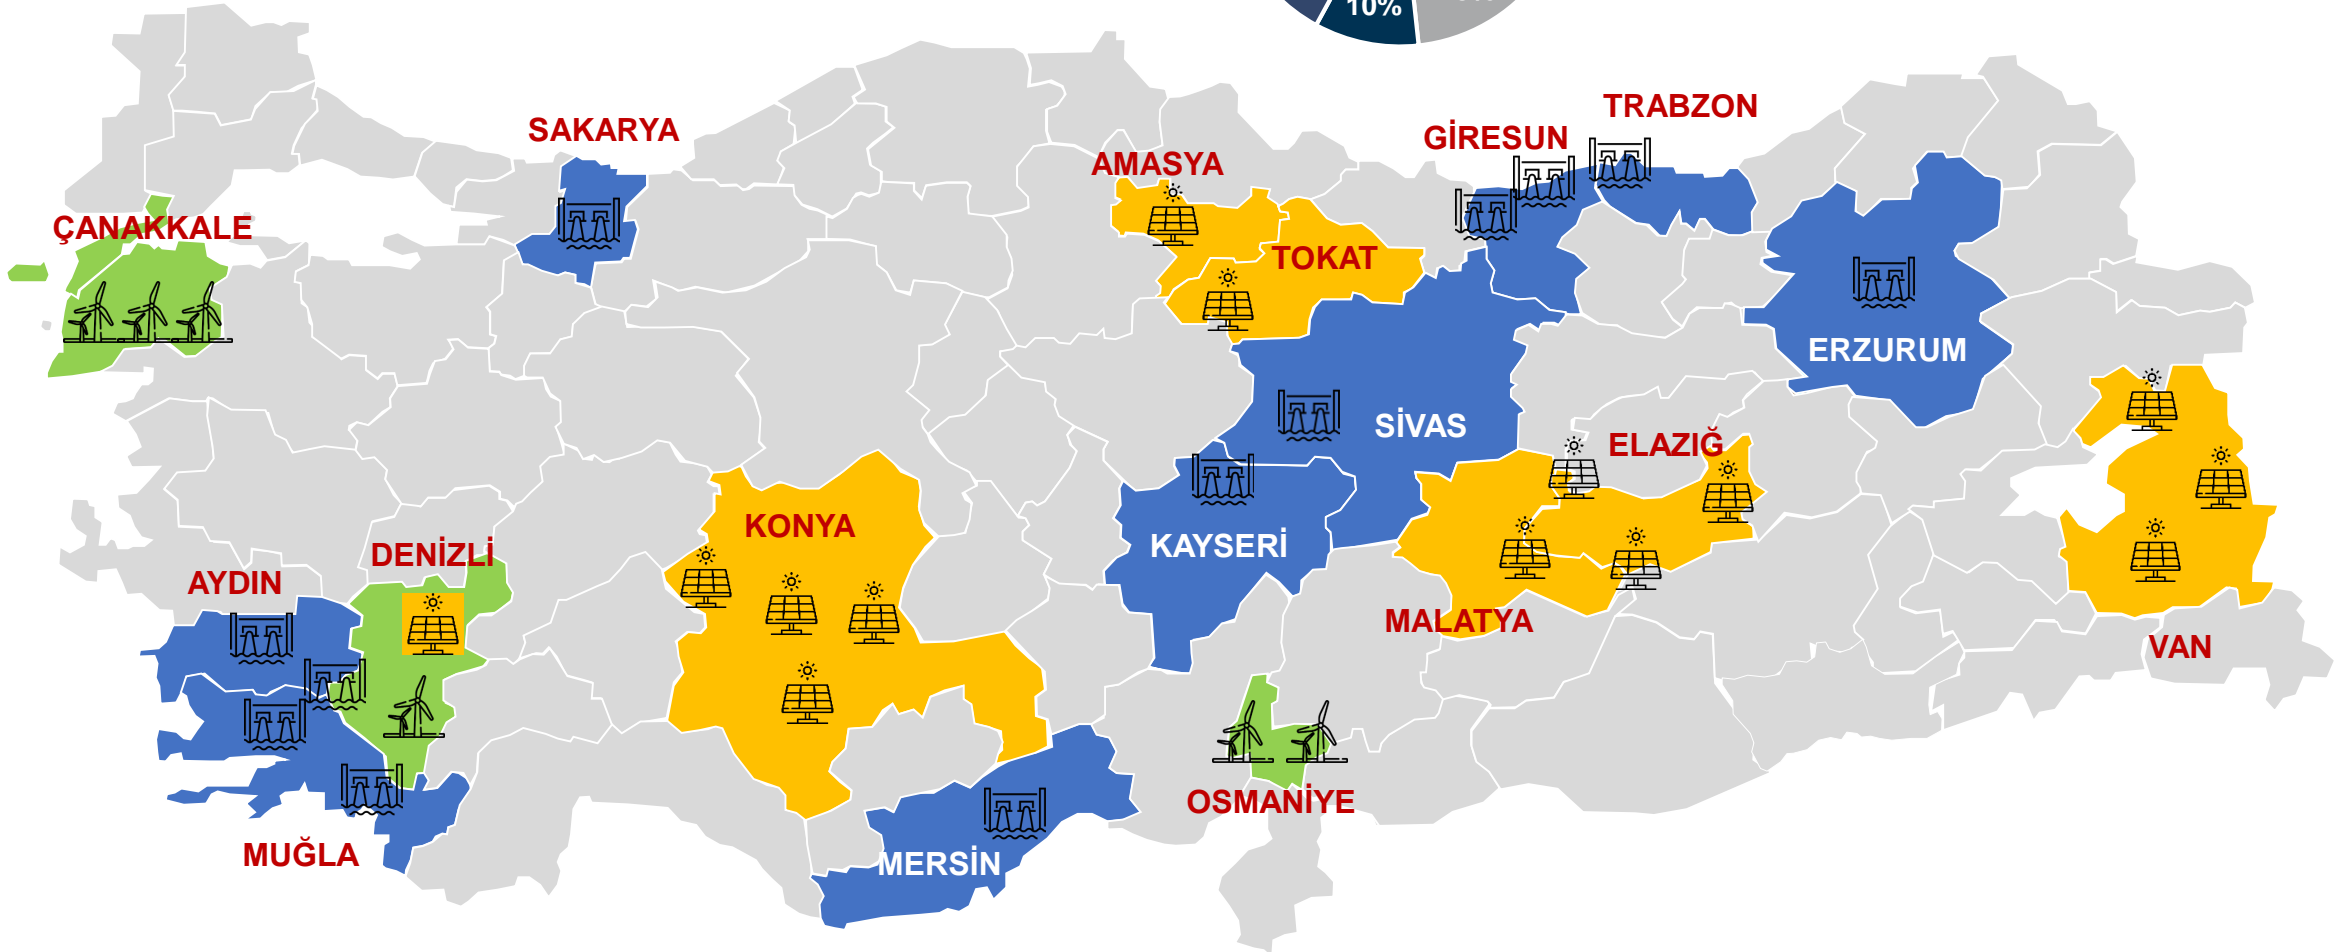 10%
TRABZON
SAKARYA
GİRESUN
AMASYA
ÇANAKKALE
TOKAT
ERZURUM
SİVAS
ELAZIĞ
KONYA
KAYSERİ
DENİZLİ
AYDIN
MALATYA
VAN
OSMANİYE
MUĞLA
MERSİN